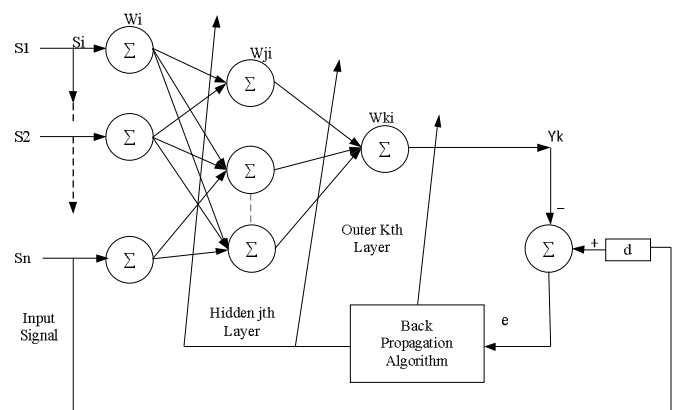 Wi
S1
Si
Σ
Wji
Σ
Wki
S2
Σ
Σ
Σ
Yk
−
Sn
Σ
Σ
Outer Kth
Layer
Σ
+
d
Input
Signal
Hidden jth
Layer
Back
Propagation
Algorithm
e